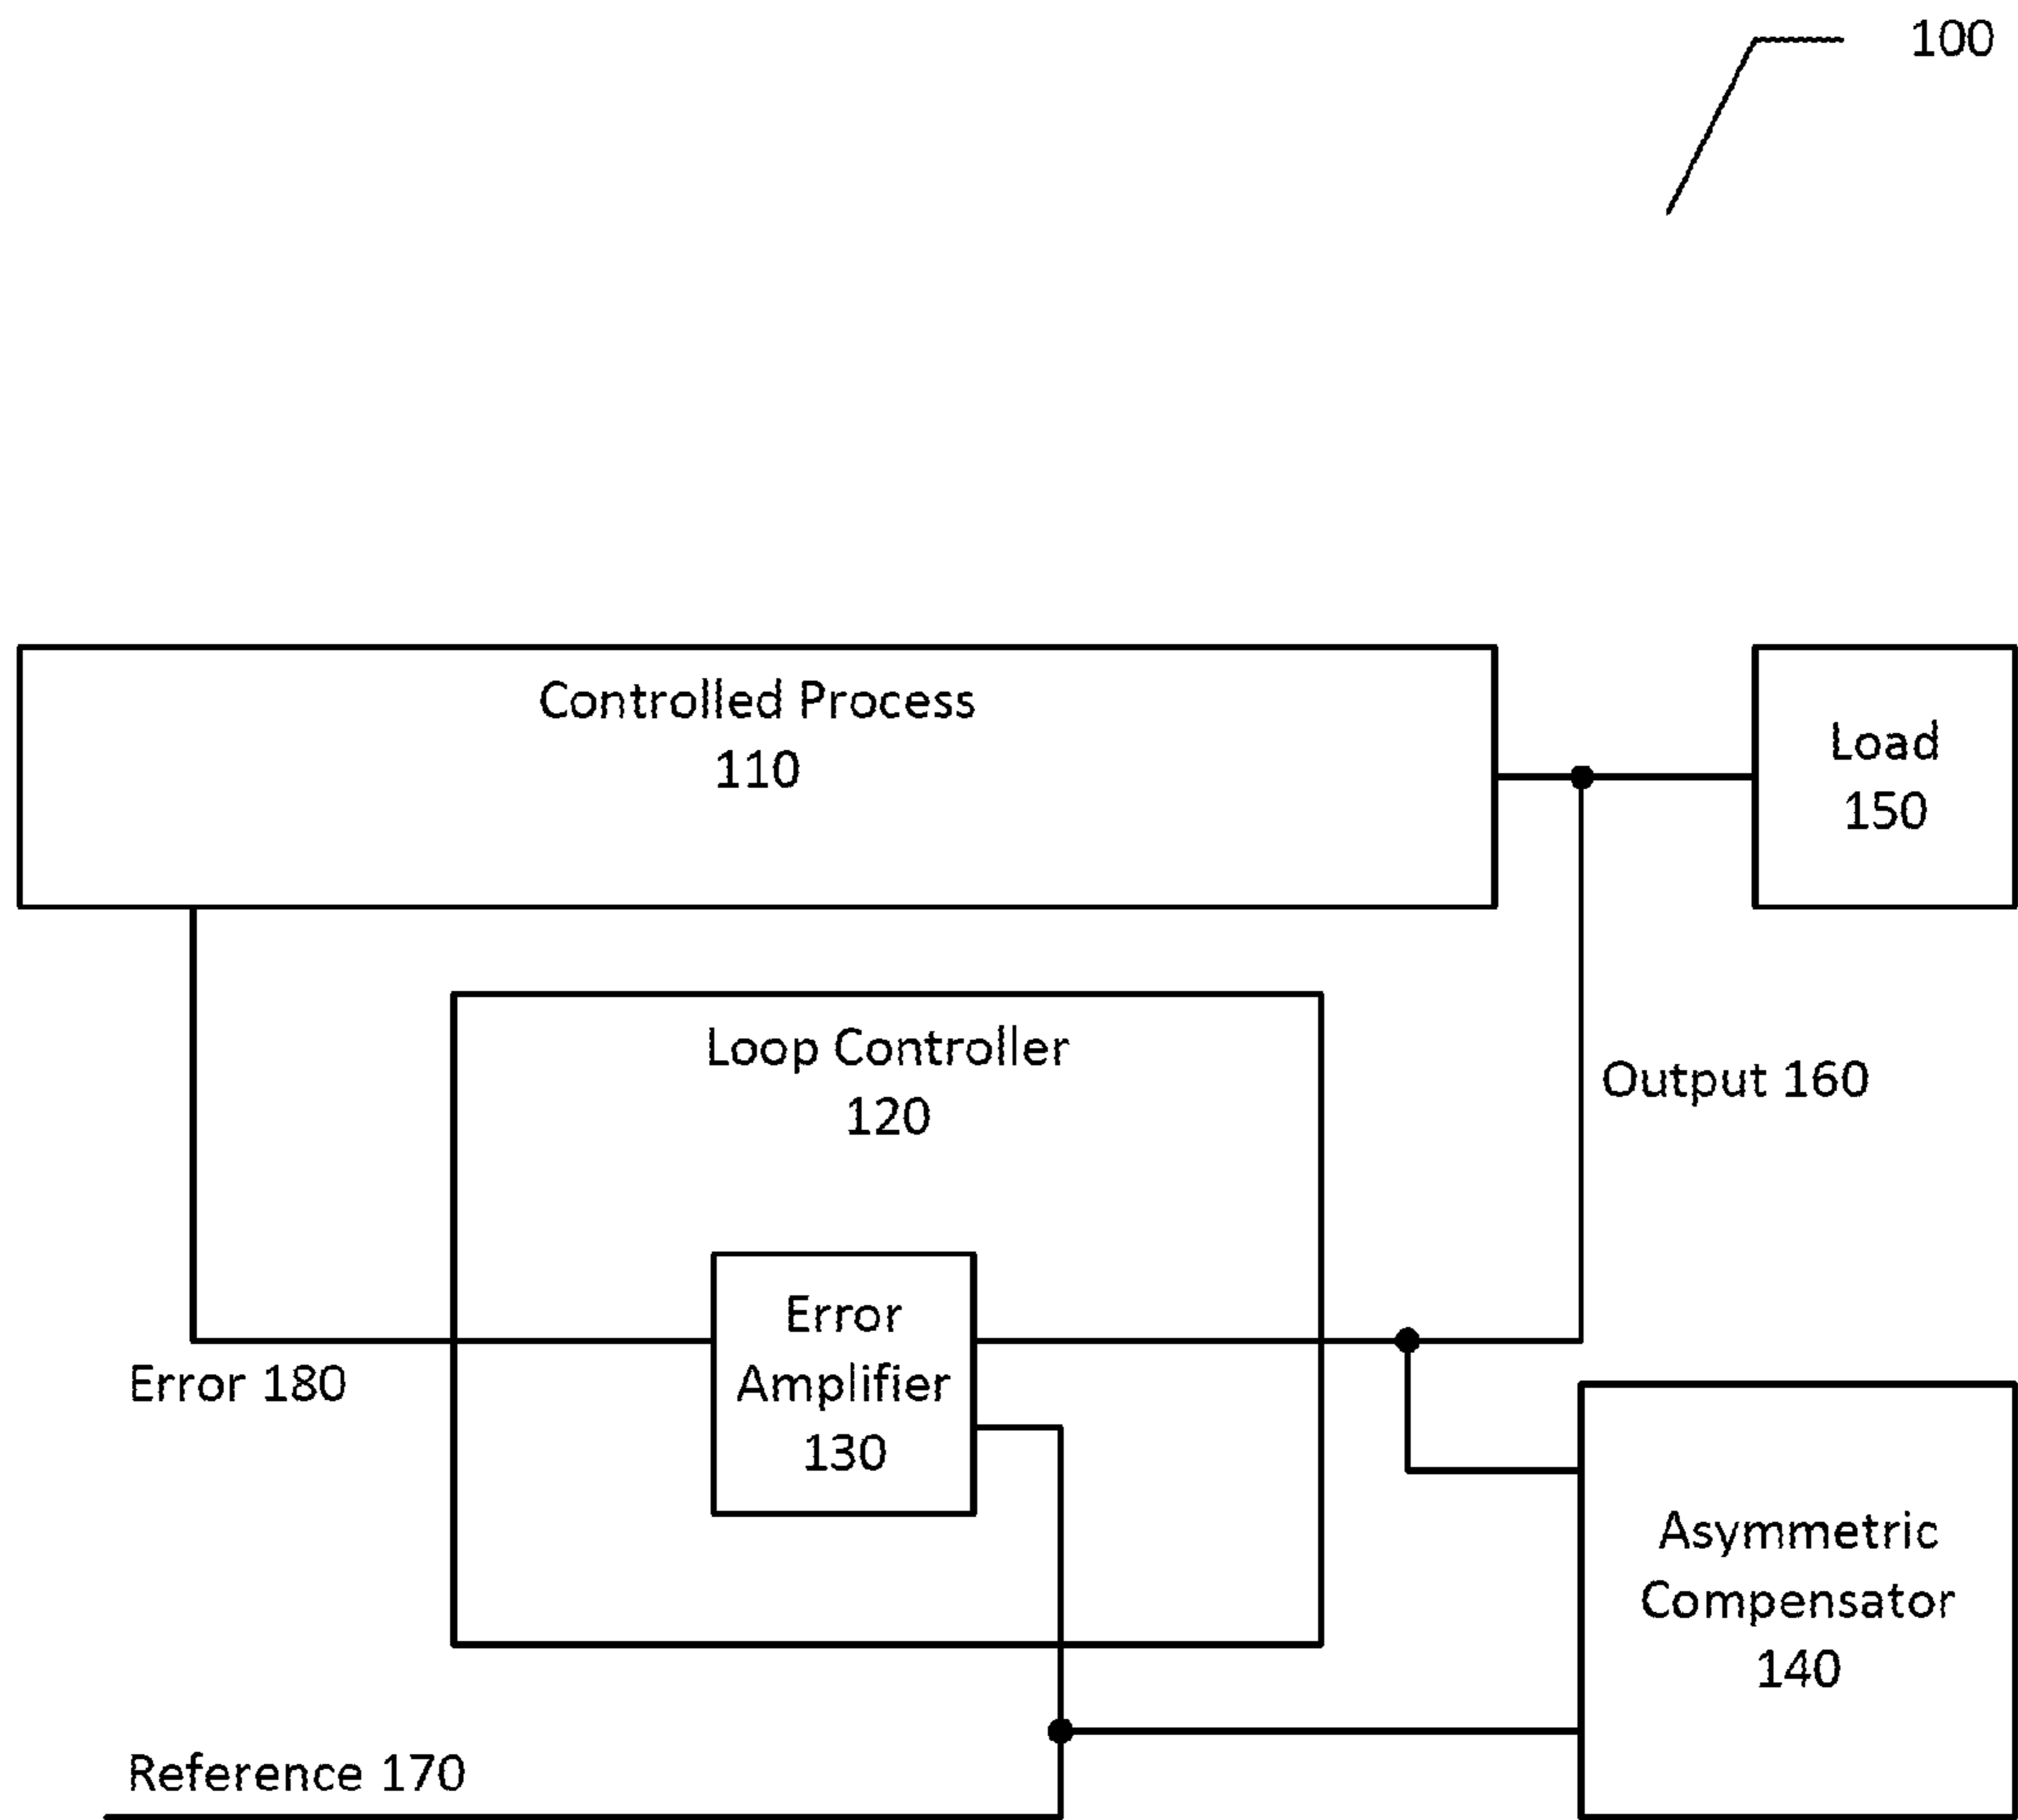 100
Controlled Process
110
Load
150
Loop Controller
120
Output 160
Error
Amplifier
130
Error 180
Asymmetric
Compensator
140
Reference 170